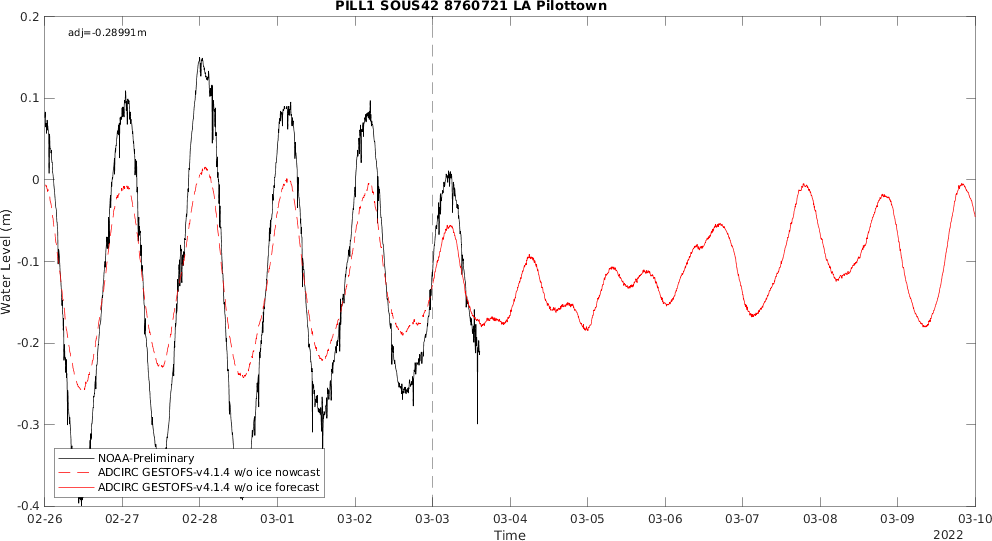 PILL1 SOUS42 8760721 LA Pilottown
adj=-0.28991m
0.2
0.1
0
-0.1
-0.2
-0.3
-0.4
Water Level (m)
NOAA-Preliminary
ADCIRC GESTOFS-v4.1.4 w/o ice nowcast
ADCIRC GESTOFS-v4.1.4 w/o ice forecast
02-26 02-27 02-28 03-01 03-02 03-03 03-04 03-05 03-06 03-07 03-08 03-09 03-10
Time
2022